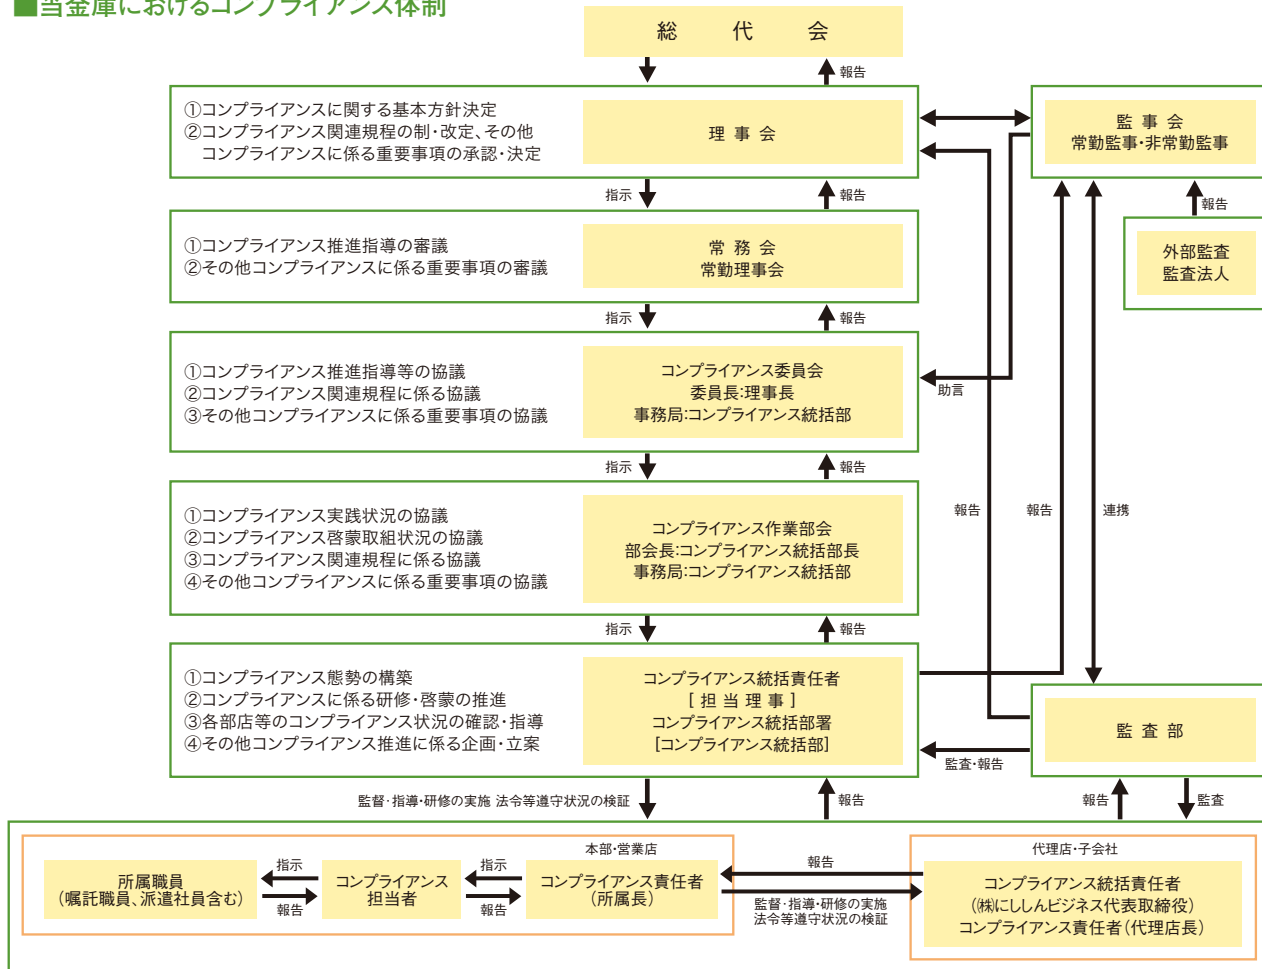 ■当金庫におけるコンプライアンス体制
総代会
報告
①コンプライアンスに関する基本方針決定
②コンプライアンス関連規程の制・改定、その他
コンプライアンスに係る重要事項の承認・決定
理事会
監事会
常勤監事・非常勤監事
指示
報告
報告
①コンプライアンス推進指導の審議
②その他コンプライアンスに係る重要事項の審議
常務会
常勤理事会
外部監査
監査法人
指示
報告
①コンプライアンス推進指導等の協議
②コンプライアンス関連規程に係る協議
③その他コンプライアンスに係る重要事項の協議
コンプライアンス委員会
委員長:理事長
事務局:コンプライアンス統括部
助言
指示
報告
①コンプライアンス実践状況の協議
②コンプライアンス啓蒙取組状況の協議
③コンプライアンス関連規程に係る協議
④その他コンプライアンスに係る重要事項の協議
コンプライアンス作業部会
部会長:コンプライアンス統括部長
事務局:コンプライアンス統括部
報告
報告
連携
指示
報告
①コンプライアンス態勢の構築
②コンプライアンスに係る研修・啓蒙の推進
③各部店等のコンプライアンス状況の確認・指導
④その他コンプライアンス推進に係る企画・立案
コンプライアンス統括責任者
[担当理事]
コンプライアンス統括部署
[コンプライアンス統括部]
監査部
監査・報告
監督・指導・研修の実施 法令等遵守状況の検証
報告
報告
監査
本部・営業店
代理店・子会社
所属職員
(嘱託職員、派遣社員含む)
指示
報告
コンプライアンス
担当者
指示
報告
コンプライアンス責任者
(所属長)
報告
監督・指導・研修の実施
法令等遵守状況の検証
コンプライアンス統括責任者
(㈱にししんビジネス代表取締役)
コンプライアンス責任者(代理店長)